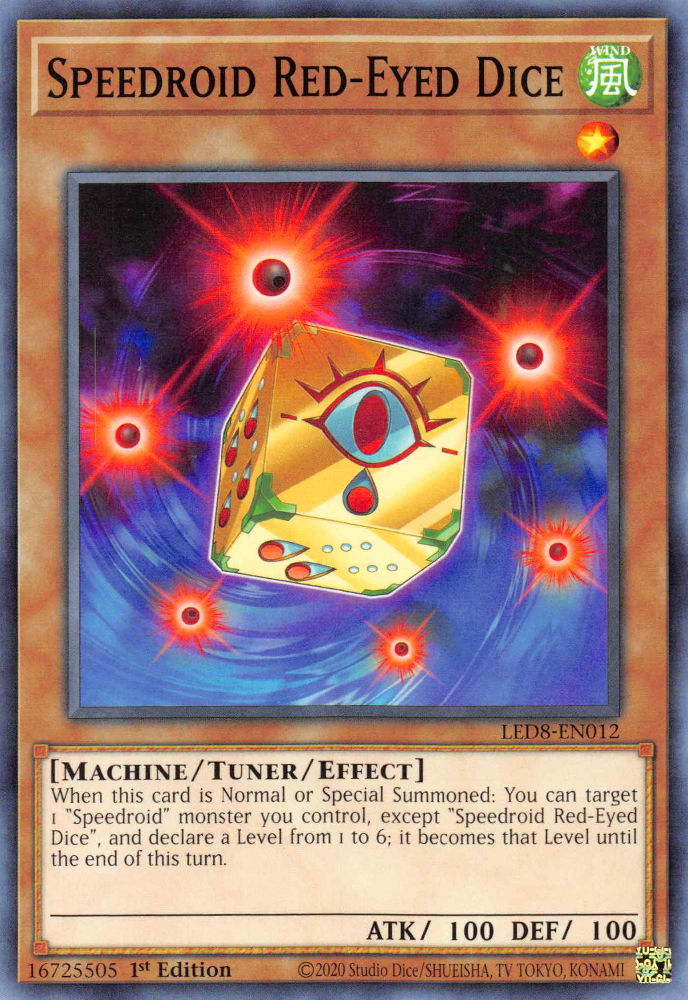 SPEEDROID RED-EYED DICE
WIND
風
LED8-EN012
[MACHINE/TUNER/EFFECT]
When this card is Normal or Special Summoned: You can target
1 "Speedroid" monster you control, except "Speedroid Red-Eyed
Dice", and declare a Level from 1 to 6; it becomes that Level until
the end of this turn.
ATK/ 100 DEF/ 100
16725505 1st Edition ©2020 Studio Dice/SHUEISHA, TV TOKYO, KONAMI